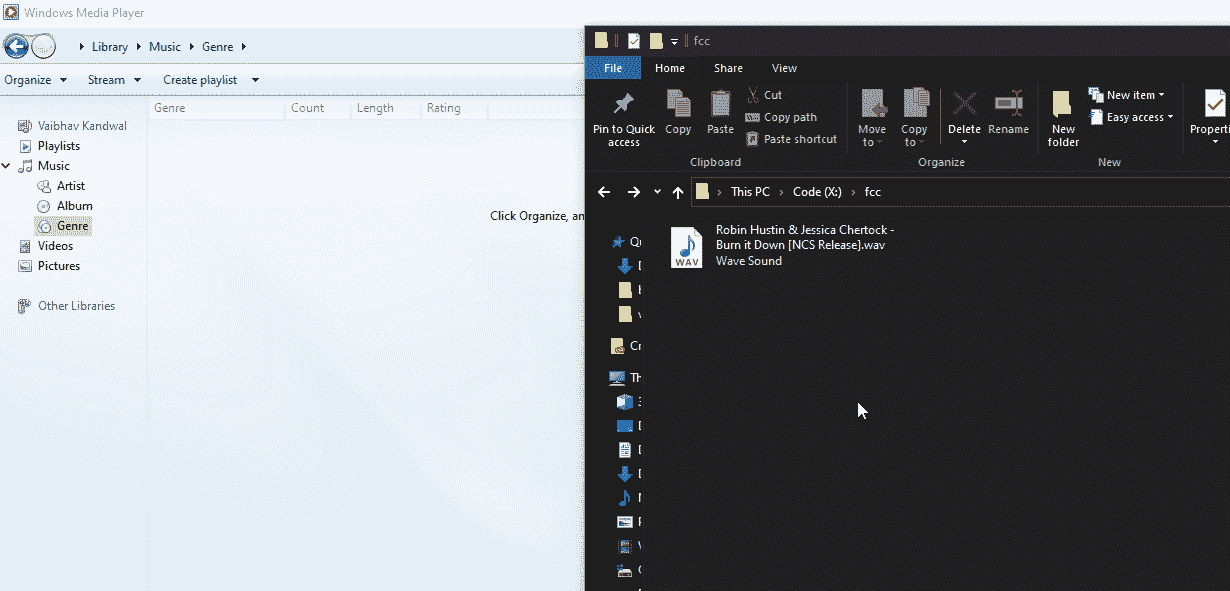 Windows Media Player
Library Music Genre
Organize Stream Create playlist
Genre Count Length Rating
Vaibhav Kandwal
Playlists
Music
Artist
Album
Genre
Videos
Pictures
Other Libraries
Click Organize, an
fcc
File Home Share View
Pin to Quick access
Copy
Paste
Cut
Copy path
Paste shortcut
Clipboard
Move to
Copy to
Delete
Rename
Organize
New folder
New item
Easy access
New
Properti
This PC Code (X:) fcc
Robin Hustin & Jessica Chertock -
Burn it Down [NCS Release].wav
Wave Sound
WAV
Qu
Cr
Th